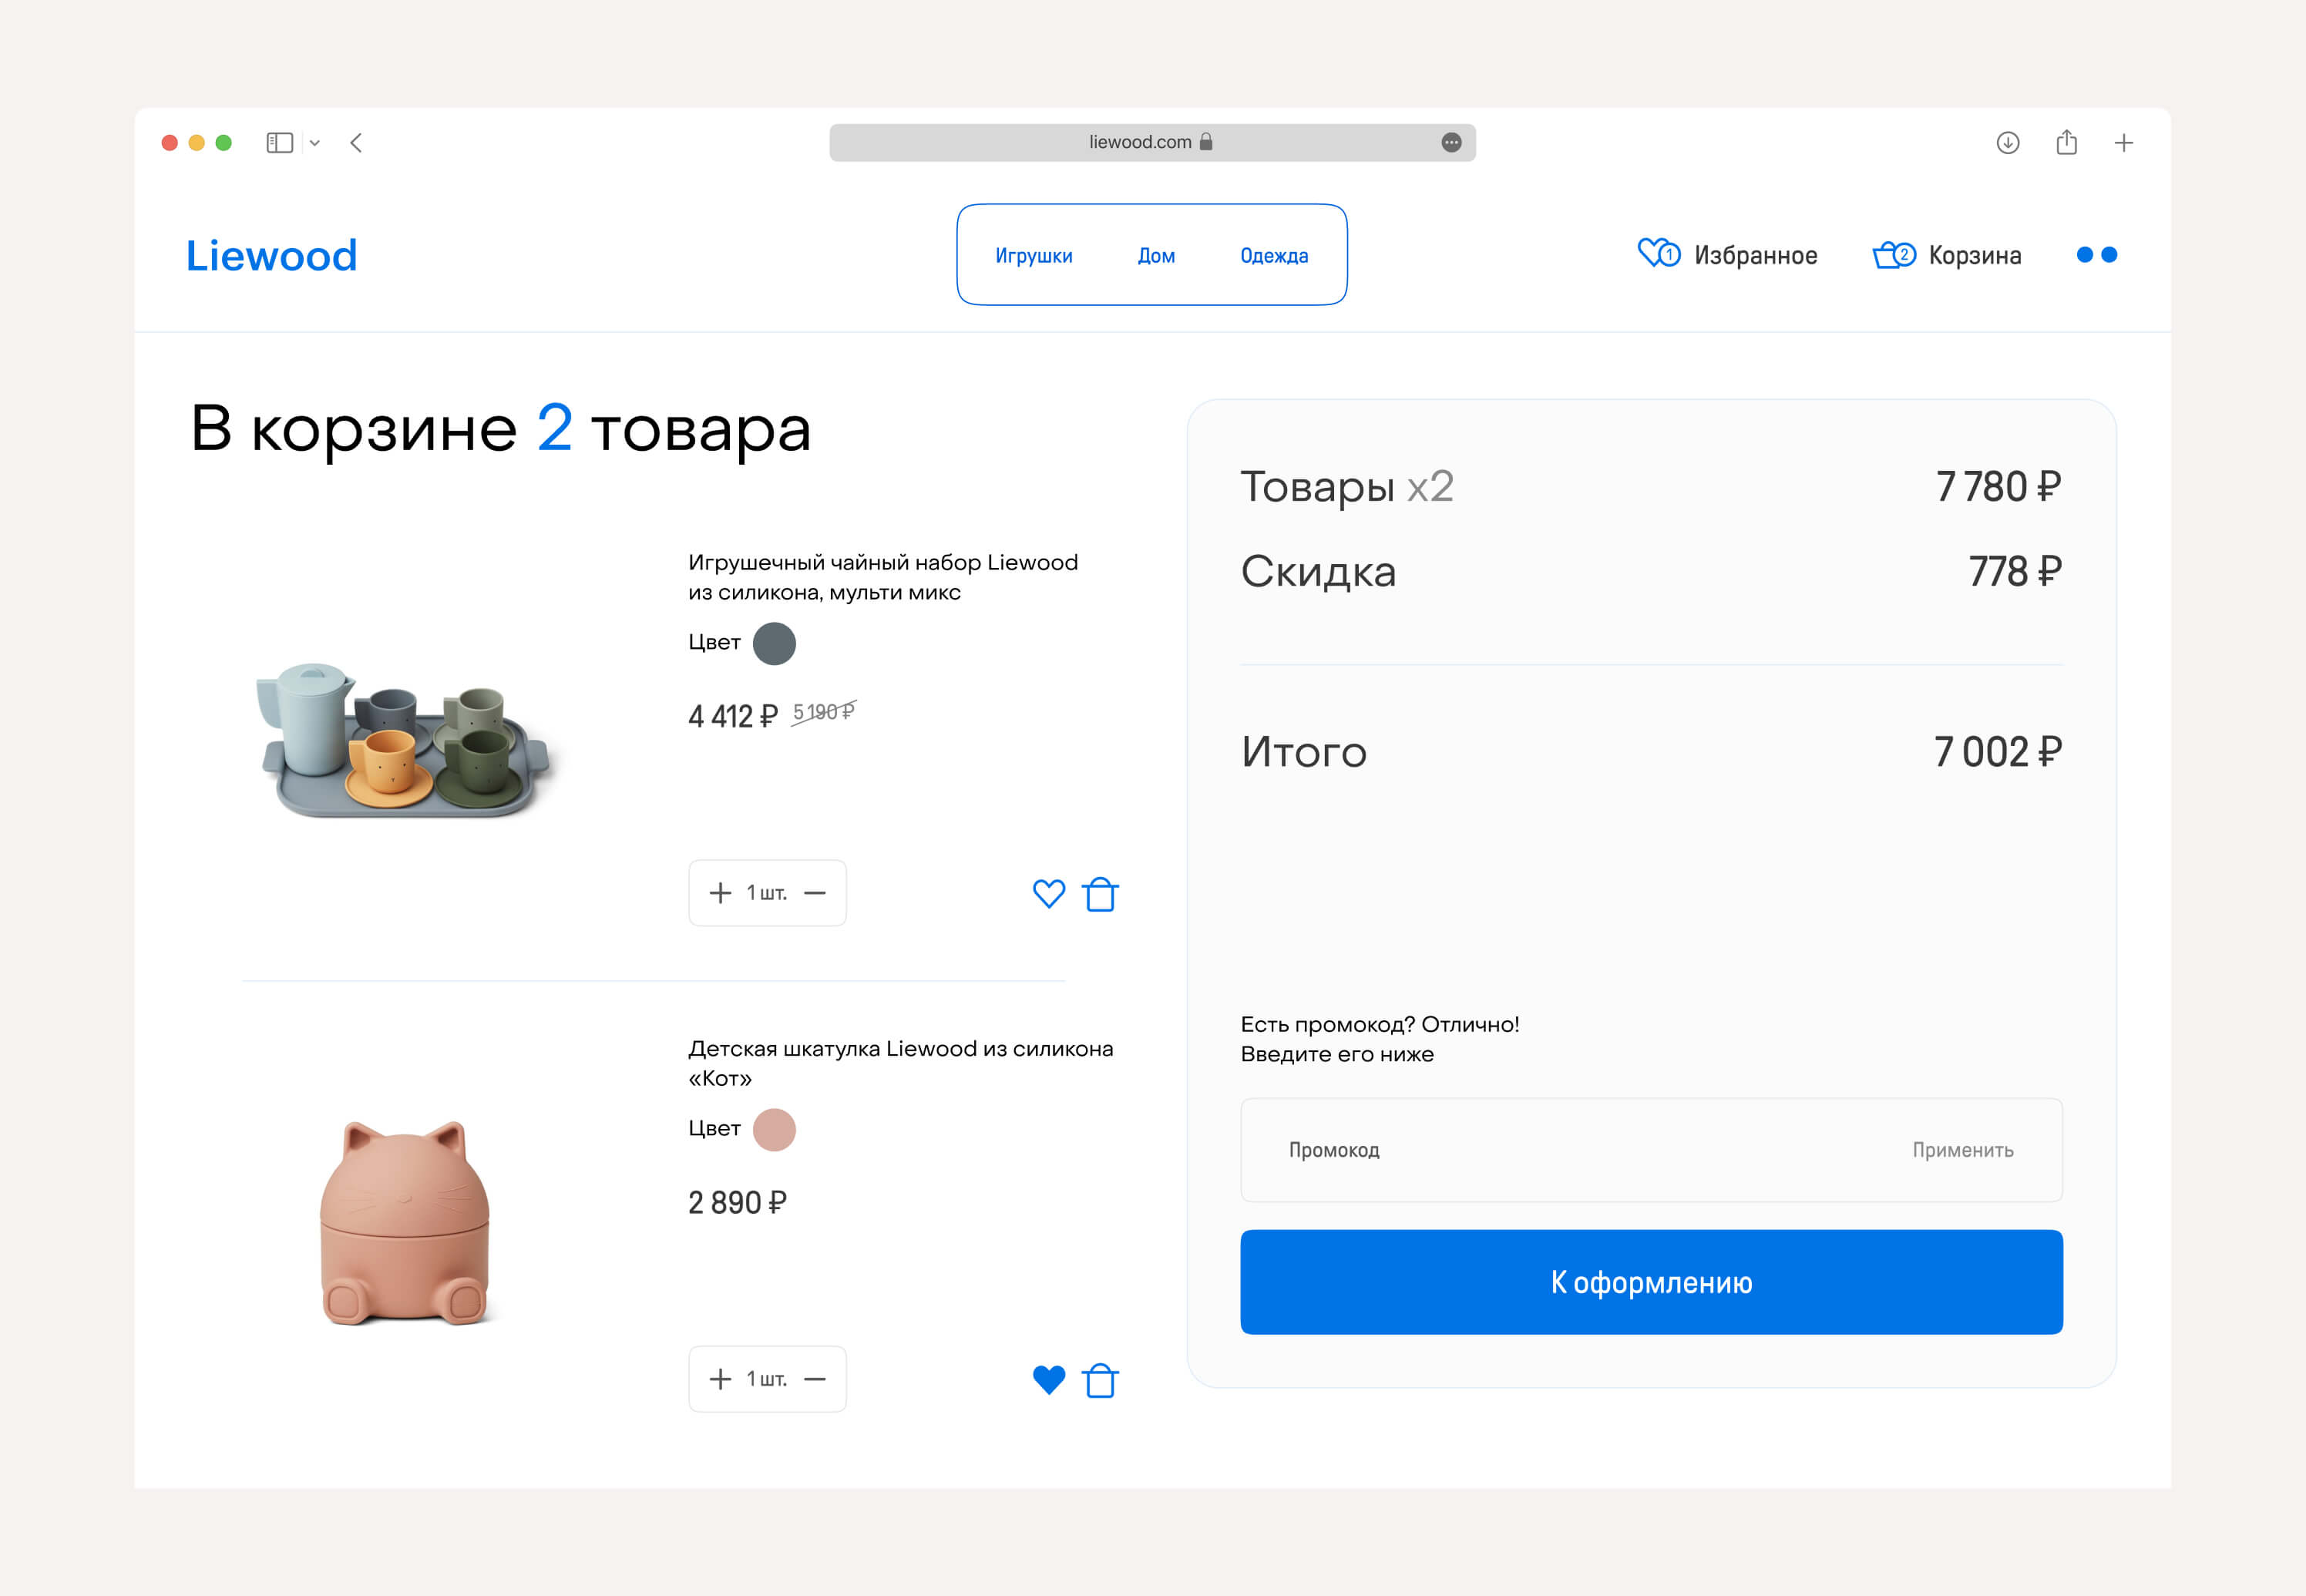 liewood.com
Liewood
Игрушки Дом Одежда
1 Избранное 2 Корзина
В корзине 2 товара
Игрушечный чайный набор Liewood
из силикона, мульти микс
Цвет
4 412 ₽ 5 190 ₽
+ 1 шт. —
Детская шкатулка Liewood из силикона
«Кот»
Цвет
2 890 ₽
+ 1 шт. —
Товары x2 7 780 ₽
Скидка 778 ₽
Итого 7 002 ₽
Есть промокод? Отлично!
Введите его ниже
Промокод Применить
К оформлению